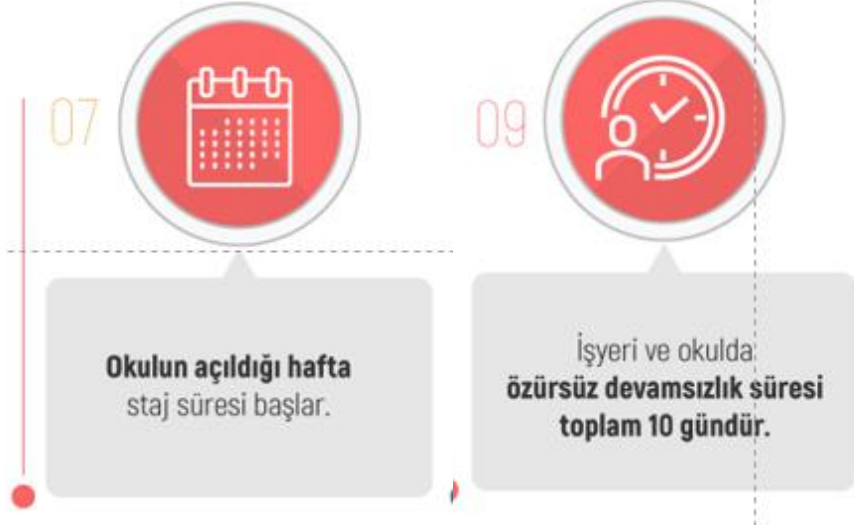 07
Okulun açıldığı hafta
staj süresi başlar.
09
İşyeri ve okulda
özürsüz devamsızlık süresi
toplam 10 gündür.